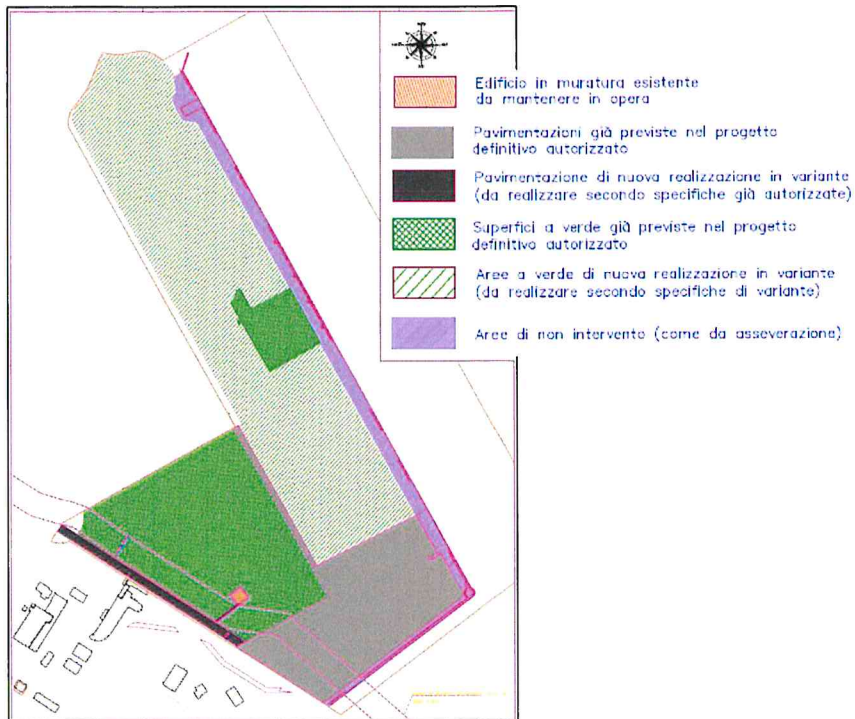 Edificio in muratura esistente
da mantenere in opera
Pavimentazioni già previste nel progetto
definitivo autorizzato
Pavimentazione di nuova realizzazione in variante
(da realizzare secondo specifiche già autorizzate)
Superfici a verde già previste nel progetto
definitivo autorizzato
Aree a verde di nuova realizzazione in variante
(da realizzare secondo specifiche di variante)
Aree di non intervento (come da asseverazione)